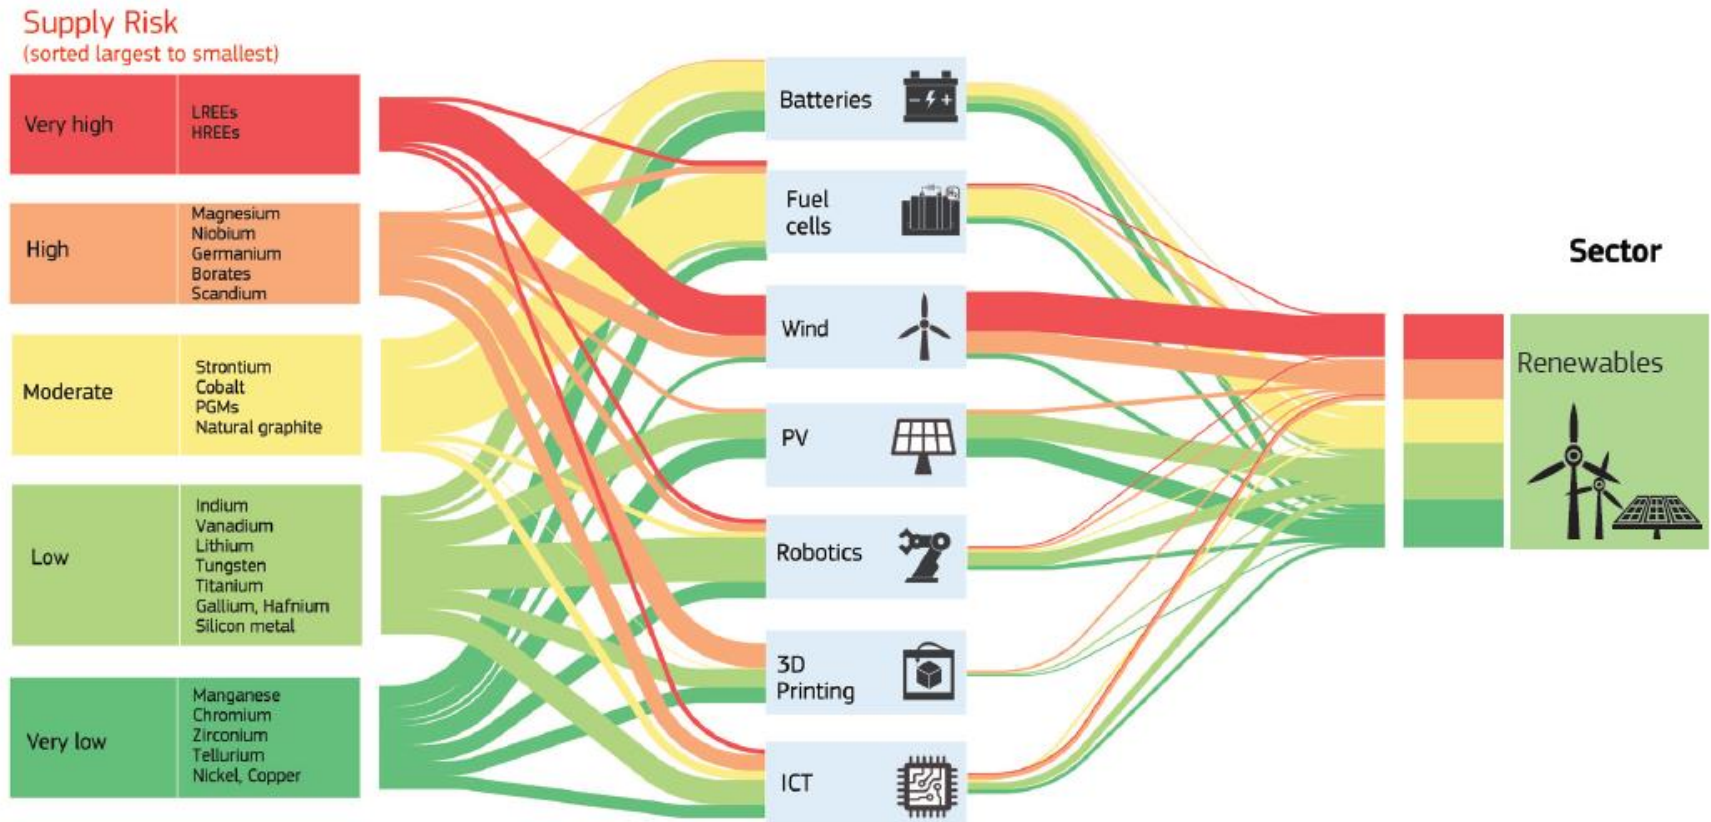 Supply Risk
(sorted largest to smallest)
Very high
LREEs
HREEs
High
Magnesium
Niobium
Germanium
Borates
Scandium
Moderate
Strontium
Cobalt
PGMs
Natural graphite
Low
Indium
Vanadium
Lithium
Tungsten
Titanium
Gallium, Hafnium
Silicon metal
Very low
Manganese
Chromium
Zirconium
Tellurium
Nickel, Copper
Batteries
Fuel
cells
Wind
PV
Robotics
3D
Printing
ICT
Sector
Renewables